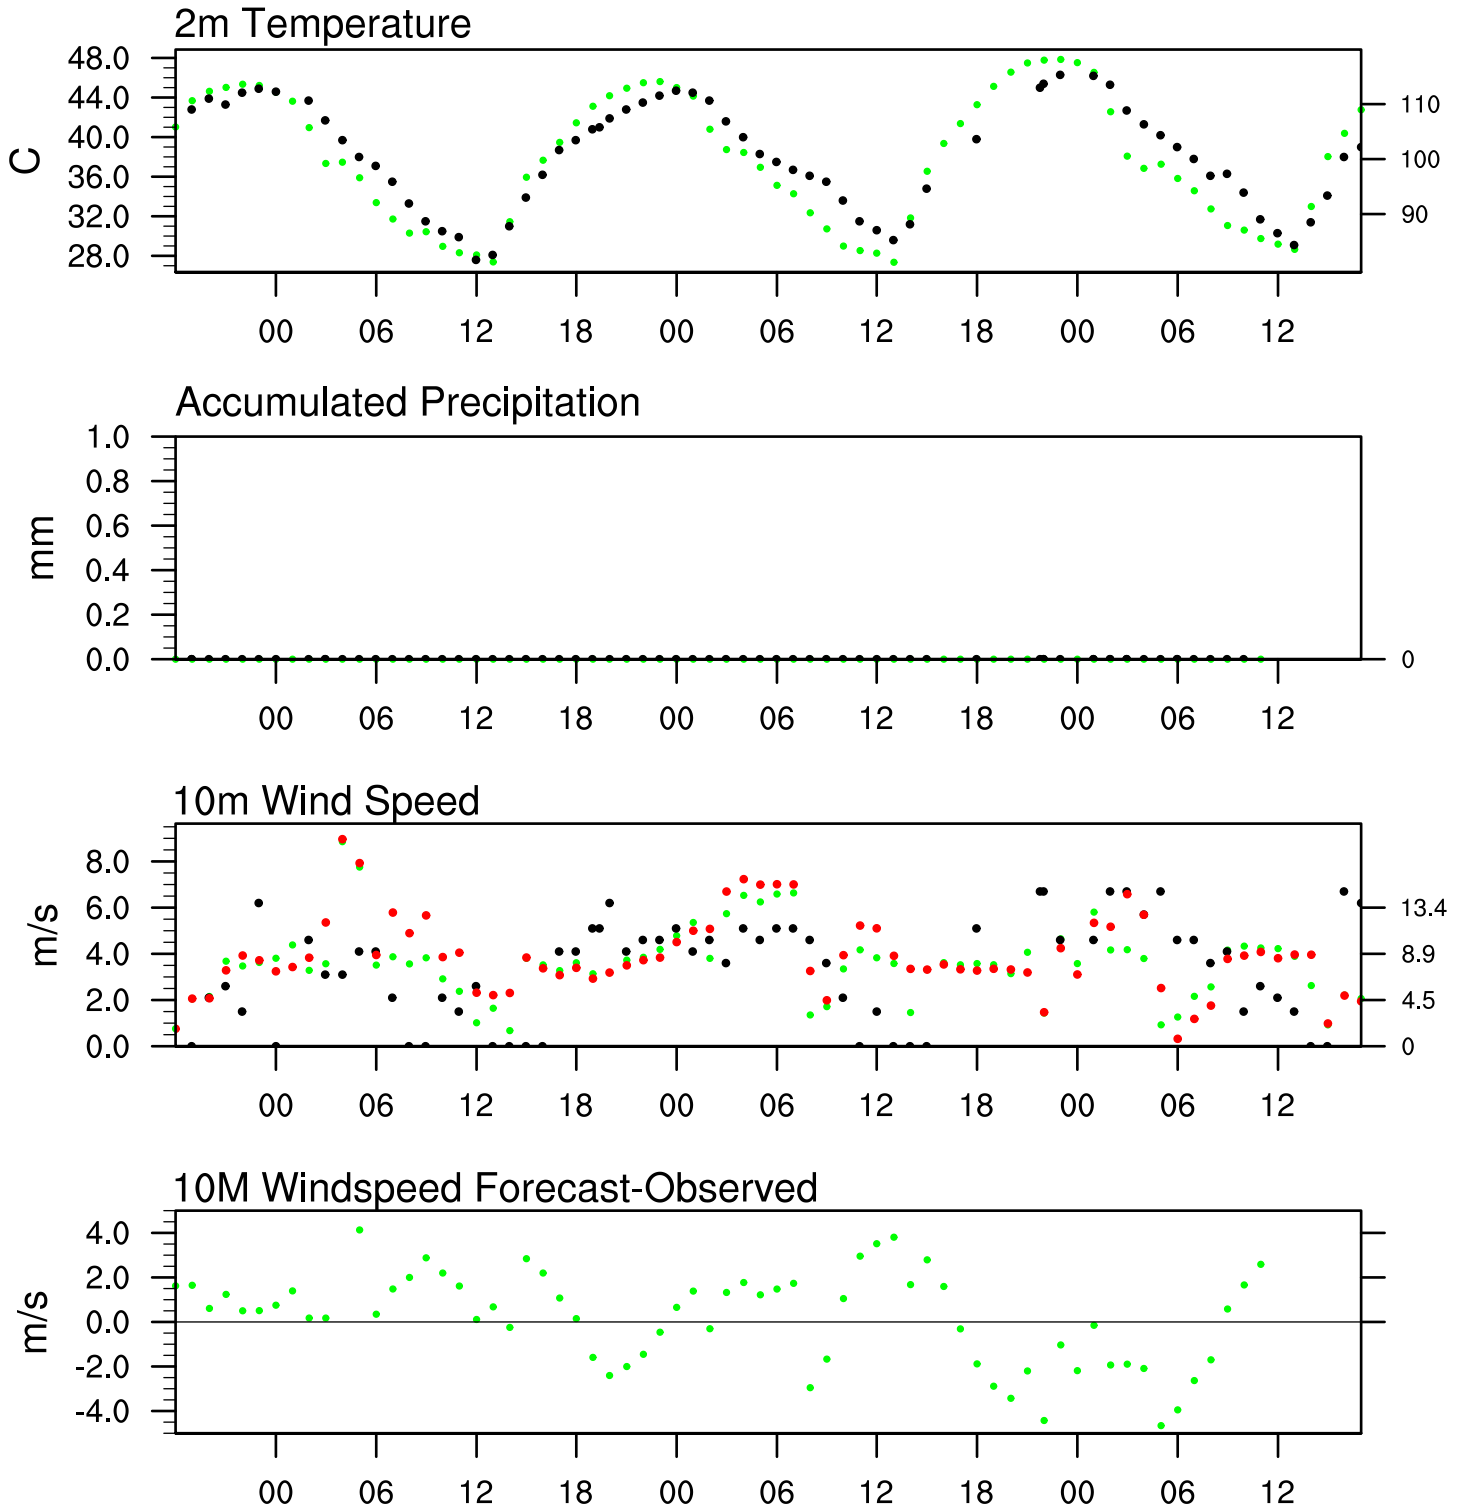 2m Temperature
48.0
44.0
40.0
36.0
32.0
28.0
C
110
100
90
00 06 12 18 00 06 12 18 00 06 12
Accumulated Precipitation
1.0
0.8
0.6
0.4
0.2
0.0
mm
0
00 06 12 18 00 06 12 18 00 06 12
10m Wind Speed
8.0
6.0
4.0
2.0
0.0
m/s
13.4
8.9
4.5
0
00 06 12 18 00 06 12 18 00 06 12
10M Windspeed Forecast-Observed
4.0
2.0
0.0
-2.0
-4.0
m/s
00 06 12 18 00 06 12 18 00 06 12